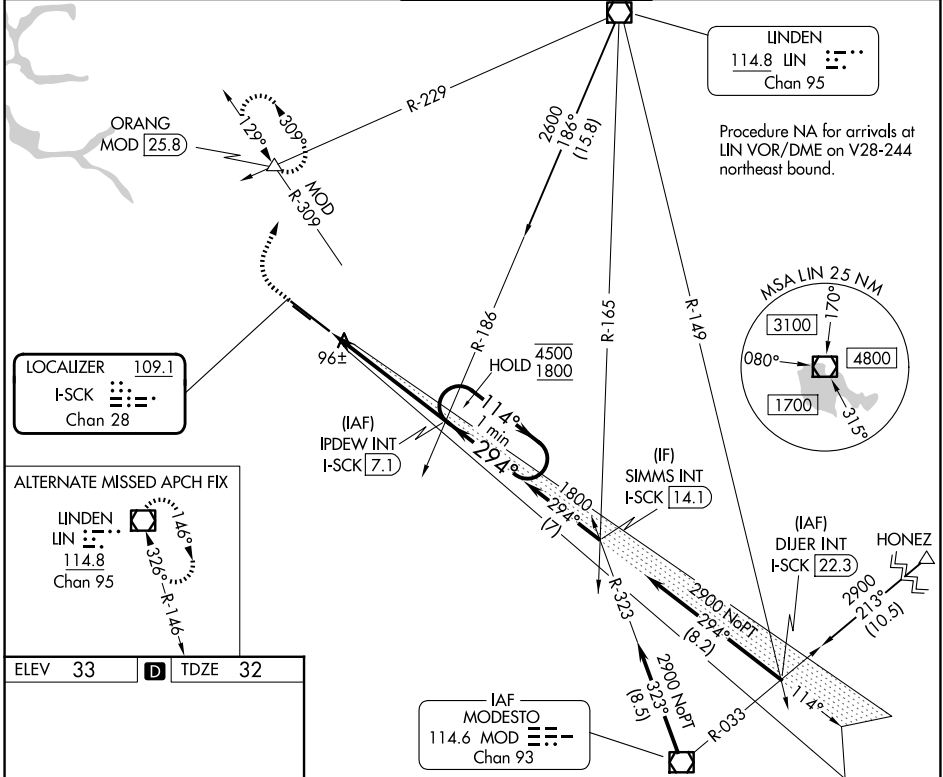 LINDEN
114.8 LIN
Chan 95
Procedure NA for arrivals at
LIN VOR/DME on V28-244
northeast bound.
R-229
2600
186°
(15.8)
ORANG
MOD 25.8
129°
309°
MOD
R-309
MSA LIN 25 NM
3100
170°
080°
4800
1700
315°
R-186
R-165
R-149
HOLD 4500
1800
96±
LOCALIZER 109.1
I-SCK
Chan 28
(IAF)
IPDEW INT
I-SCK 7.1
114°
1 min
294°
(IF)
SIMMS INT
I-SCK 14.1
1800
294°
(7)
ALTERNATE MISSED APCH FIX
LINDEN
LIN
114.8
Chan 95
146°
326°
R-146
(IAF)
DIJER INT
I-SCK 22.3
HONEZ
2900
213°
(10.5)
2900 NoPT
294°
(8.2)
R-323
2900 NoPT
323°
(8.5)
R-033
114°
ELEV 33 D TDZE 32
IAF
MODESTO
114.6 MOD
Chan 93